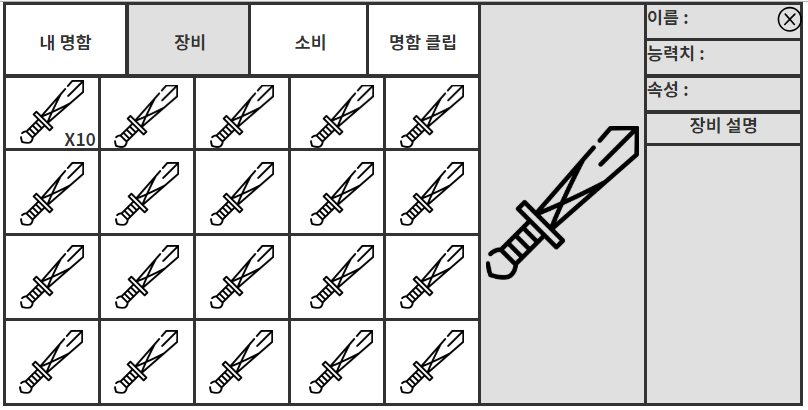 내 명함
장비
소비
명함 클립
X10
이름 :
능력치 :
속성 :
장비 설명